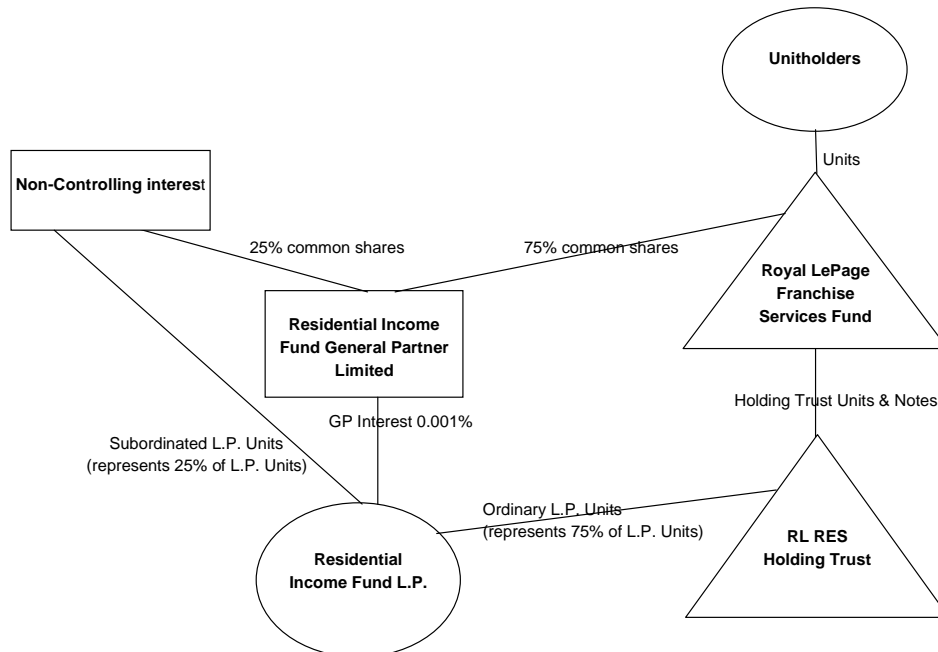 Unitholders
Units
Non-Controlling interest
25% common shares
75% common shares
Royal LePage
Franchise
Services Fund
Residential Income
Fund General Partner
Limited
Holding Trust Units & Notes
GP Interest 0.001%
Subordinated L.P. Units
(represents 25% of L.P. Units)
Ordinary L.P. Units
(represents 75% of L.P. Units)
RL RES
Holding Trust
Residential
Income Fund L.P.